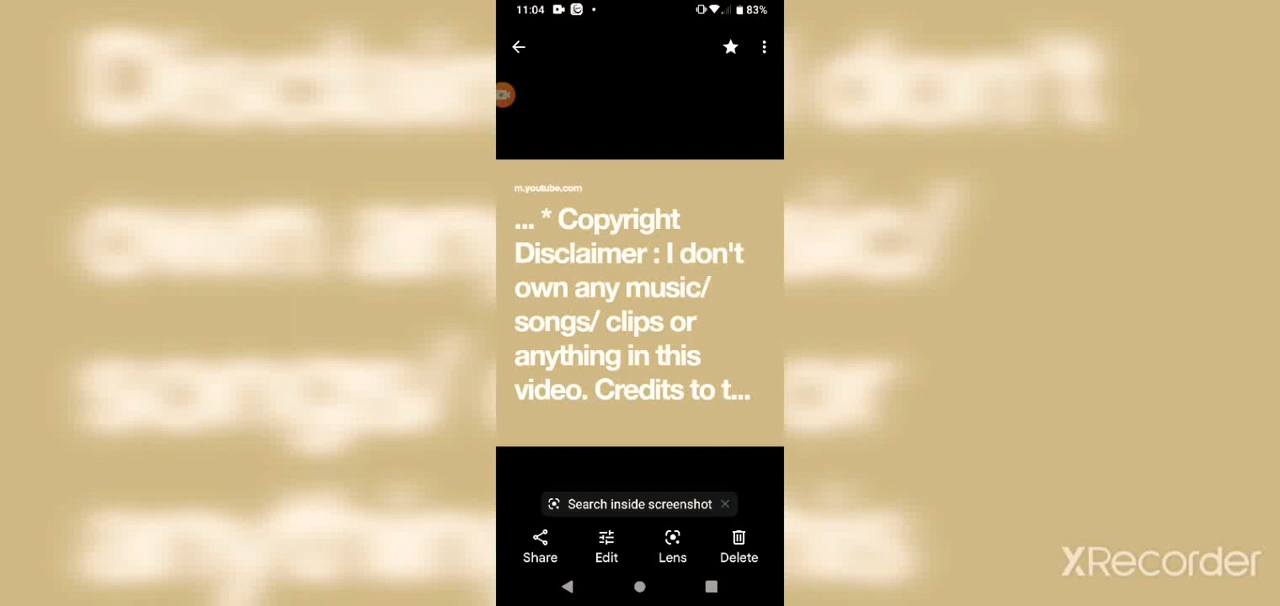 11:04
83%
m.youtube.com
... * Copyright
Disclaimer : I don't
own any music/
songs/ clips or
anything in this
video. Credits to t...
Search inside screenshot
Share
Edit
Lens
Delete
XRecorder